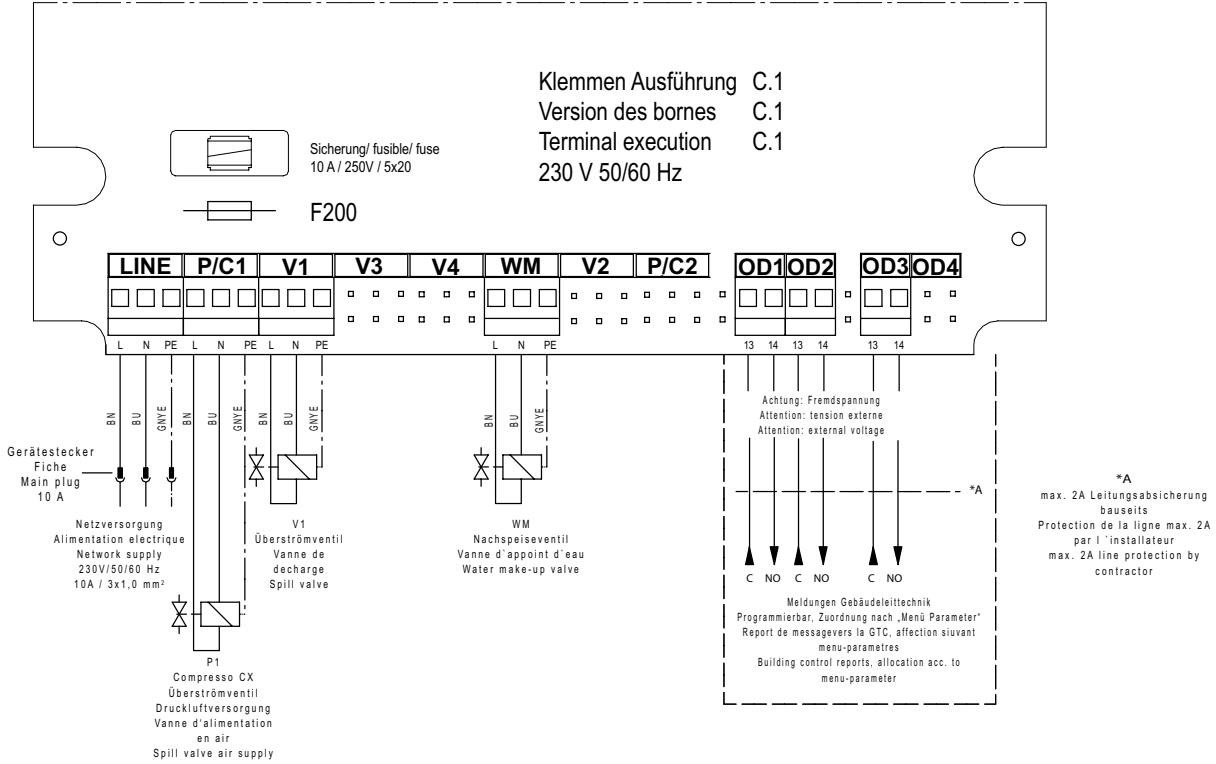 Klemmen Ausführung C.1
Version des bornes C.1
Terminal execution C.1
230 V 50/60 Hz
Sicherung/ fusible/ fuse
10 A / 250V / 5x20
F200
LINE P/C1 V1 V3 V4 WM V2 P/C2 OD1 OD2 OD3 OD4
L N PE L N PE L N PE L N PE 13 14 13 14 13 14
BN BU GNYE BN BU GNYE BN BU GNYE BN BU GNYE
Achtung: Fremdspannung
Attention: tension externe
Attention: external voltage
Gerätestecker
Fiche
Main plug
10 A
Netzversorgung
Alimentation electrique
Network supply
230V/50/60 Hz
10A / 3x1,0 mm²
V1
Überströmventil
Vanne de
decharge
Spill valve
WM
Nachspeiseventil
Vanne d`appoint d`eau
Water make-up valve
*A
C NO C NO C NO
Meldungen Gebäudeleittechnik
Programmierbar, Zuordnung nach „Menü Parameter"
Report de messagevers la GTC, affection siuvant
menu-parametres
Building control reports, allocation acc. to
menu-parameter
*A
max. 2A Leitungsabsicherung
bauseits
Protection de la ligne max. 2A
par l `installateur
max. 2A line protection by
contractor
P1
Compresso CX
Überströmventil
Druckluftversorgung
Vanne d'alimentation
en air
Spill valve air supply